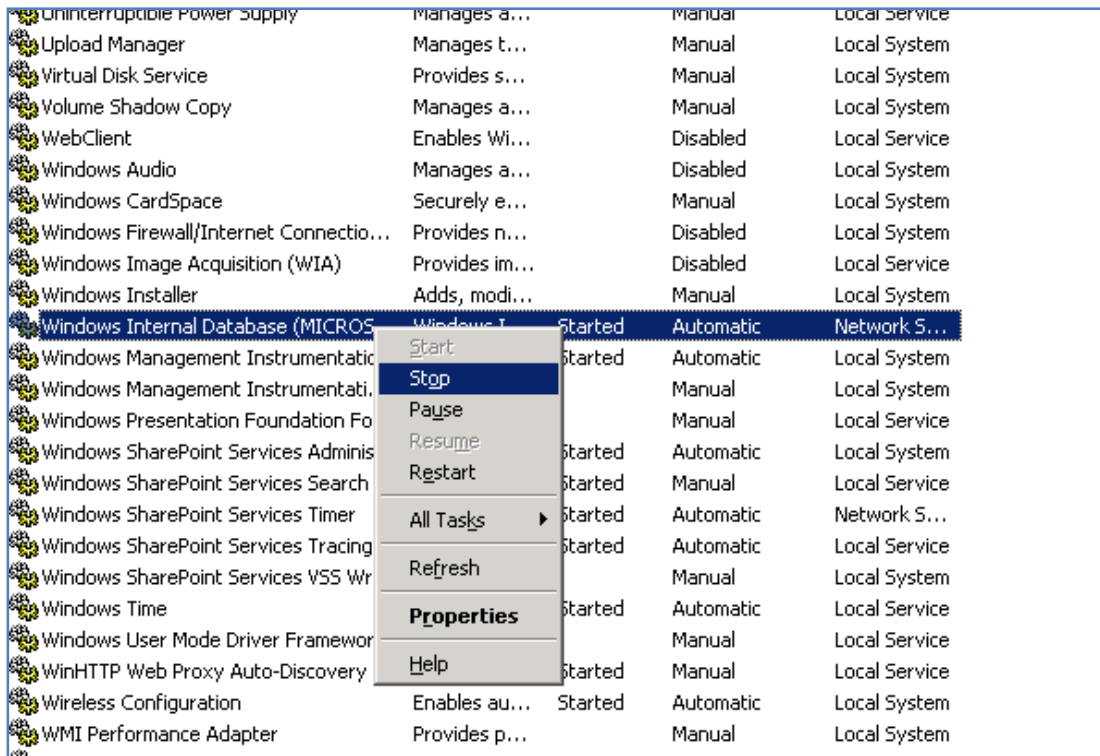 Uninterruptible Power Supply Manages a... Manual Local Service
Upload Manager Manages t... Manual Local System
Virtual Disk Service Provides s... Manual Local System
Volume Shadow Copy Manages a... Manual Local System
WebClient Enables Wi... Disabled Local Service
Windows Audio Manages a... Disabled Local System
Windows CardSpace Securely e... Manual Local System
Windows Firewall/Internet Connectio... Provides n... Disabled Local System
Windows Image Acquisition (WIA) Provides im... Disabled Local Service
Windows Installer Adds, modi... Manual Local System
Windows Internal Database (MICROS Windows I... Started Automatic Network S...
Start
Windows Management Instrumentatio Started Automatic Local System
Stop
Windows Management Instrumentati. Manual Local System
Pause
Windows Presentation Foundation Fo Manual Local Service
Resume
Windows SharePoint Services Adminis Started Automatic Local System
Restart
Windows SharePoint Services Search Started Manual Local Service
Windows SharePoint Services Timer All Tasks Started Automatic Network S...
Windows SharePoint Services Tracing Started Automatic Local Service
Refresh
Windows SharePoint Services VSS Wr Manual Local System
Windows Time Started Automatic Local Service
Properties
Windows User Mode Driver Framewor Manual Local System
WinHTTP Web Proxy Auto-Discovery Help Started Manual Local Service
Wireless Configuration Enables au... Started Automatic Local System
WMI Performance Adapter Provides p... Manual Local System